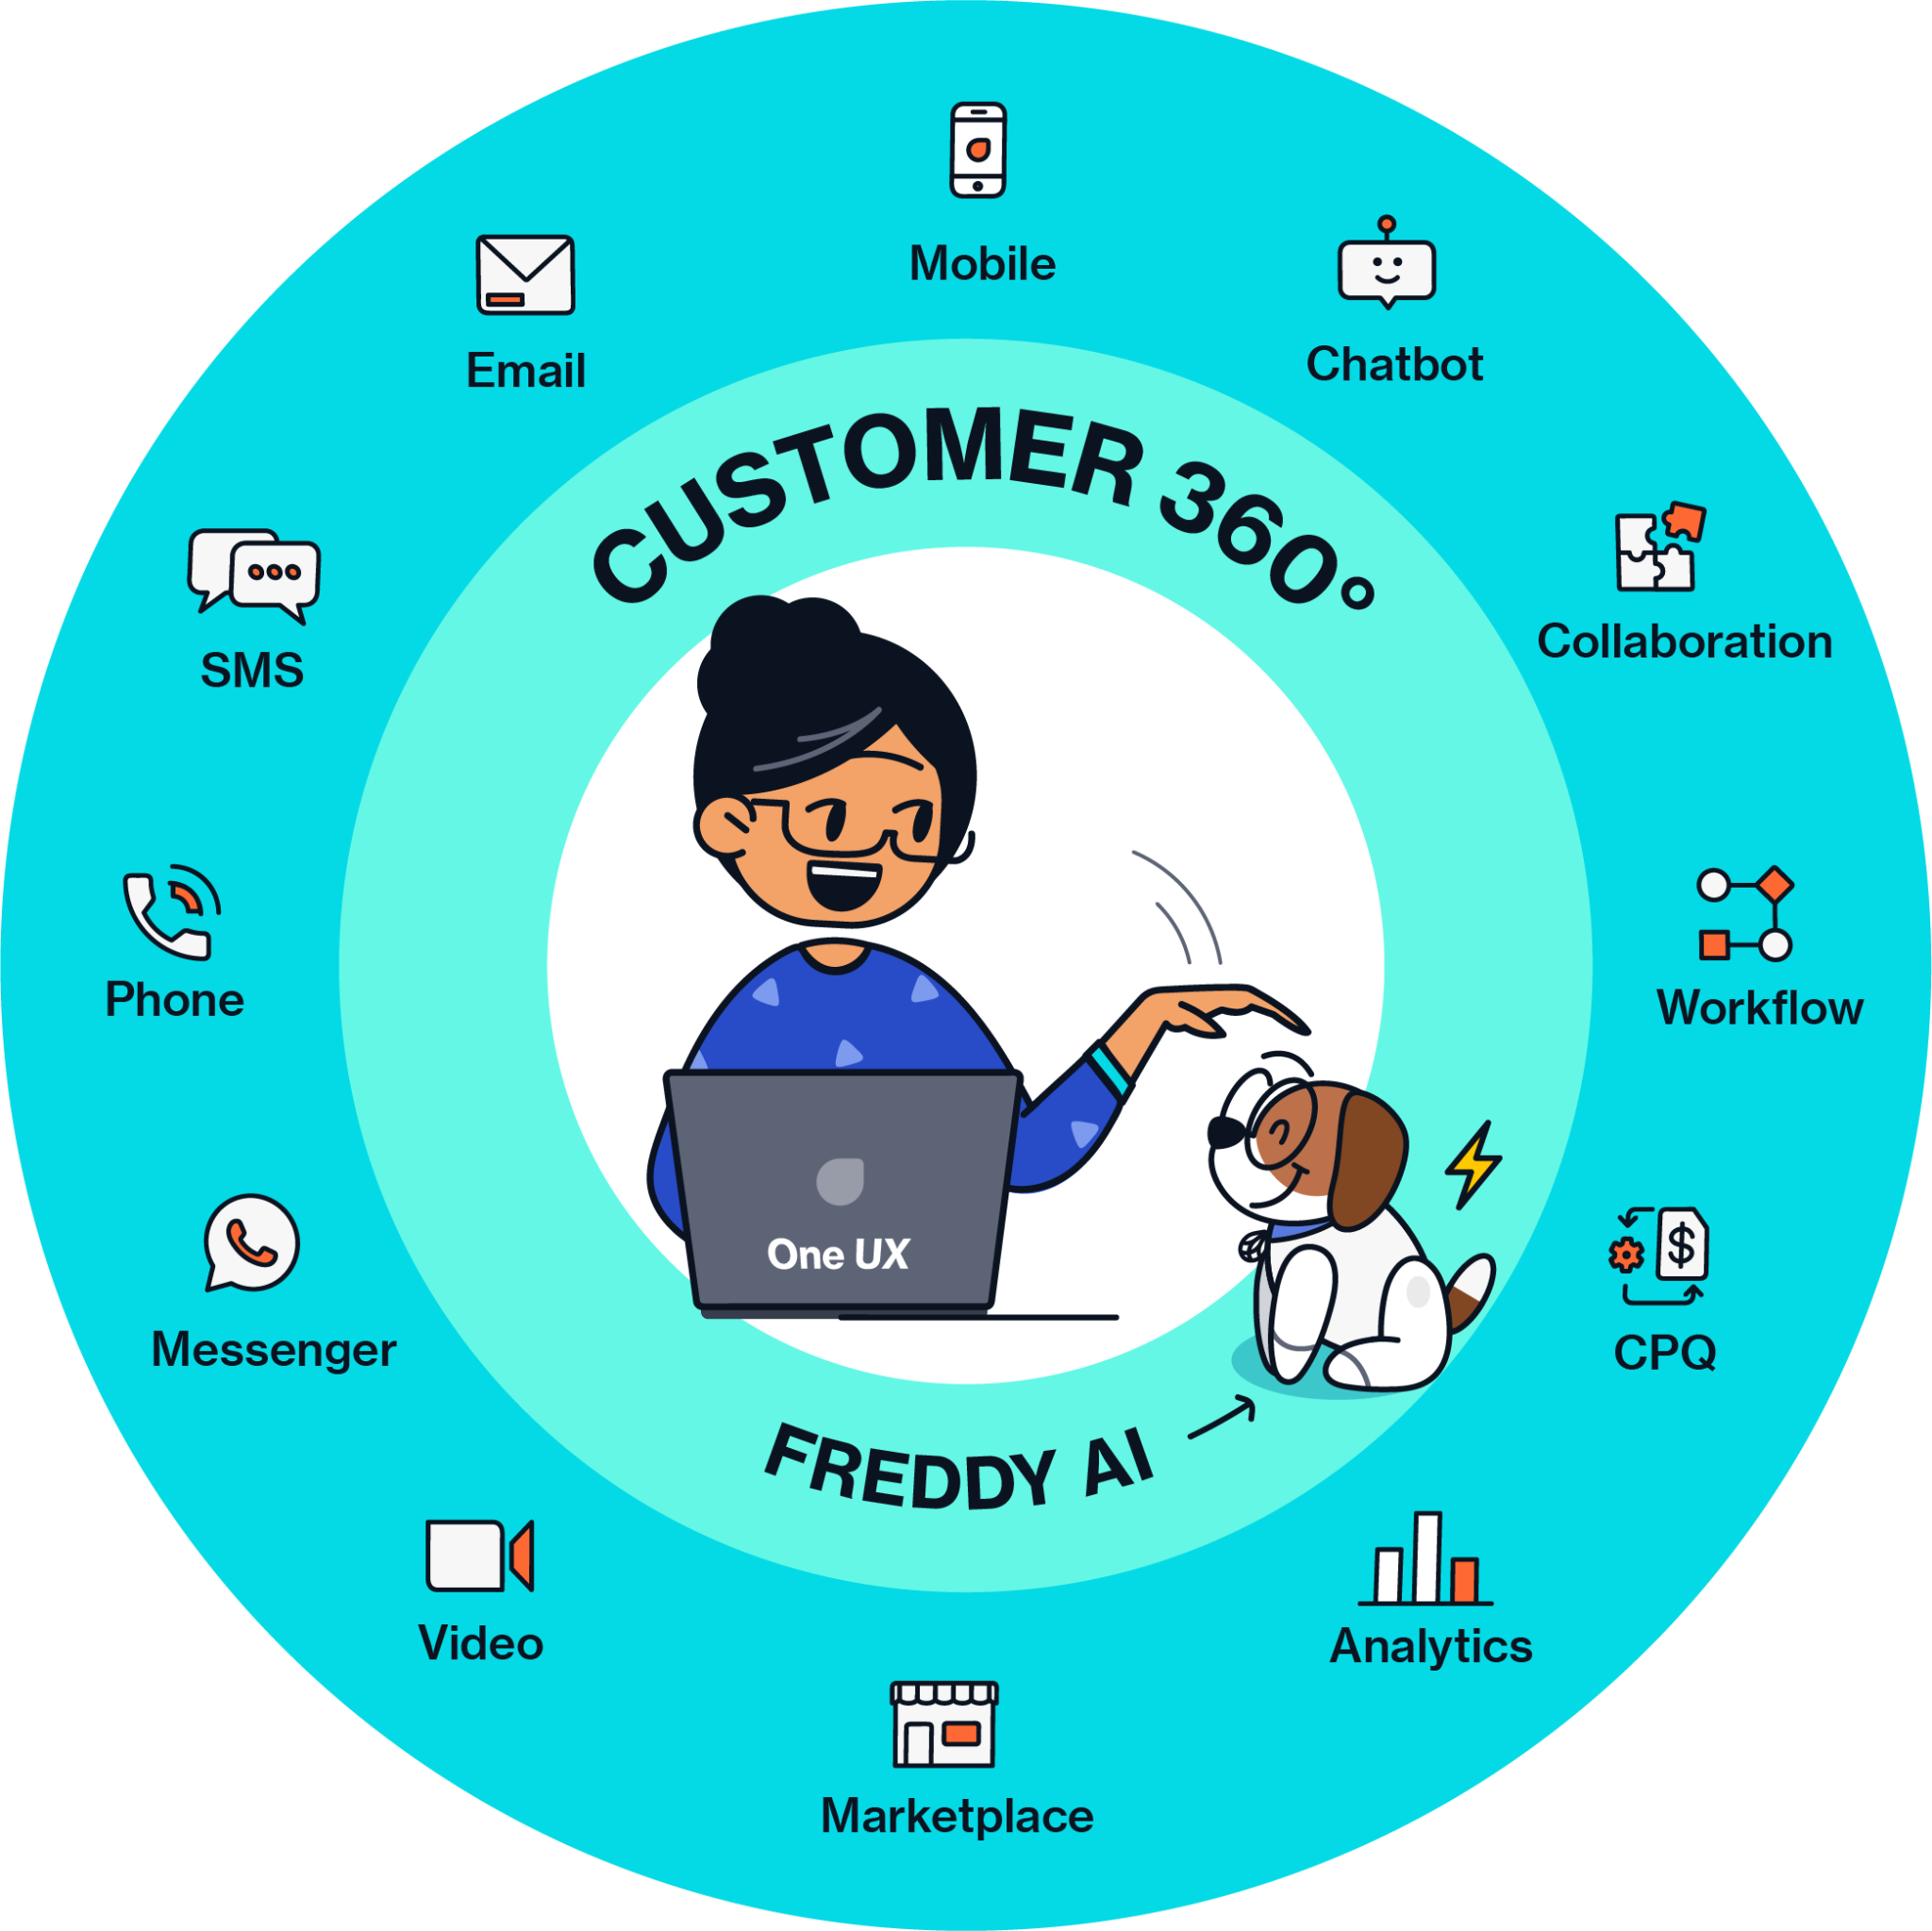 Mobile
Chatbot
Collaboration
Workflow
CPQ
Analytics
Marketplace
Video
Messenger
Phone
SMS
Email
CUSTOMER 360°
One UX
FREDDY AI
$